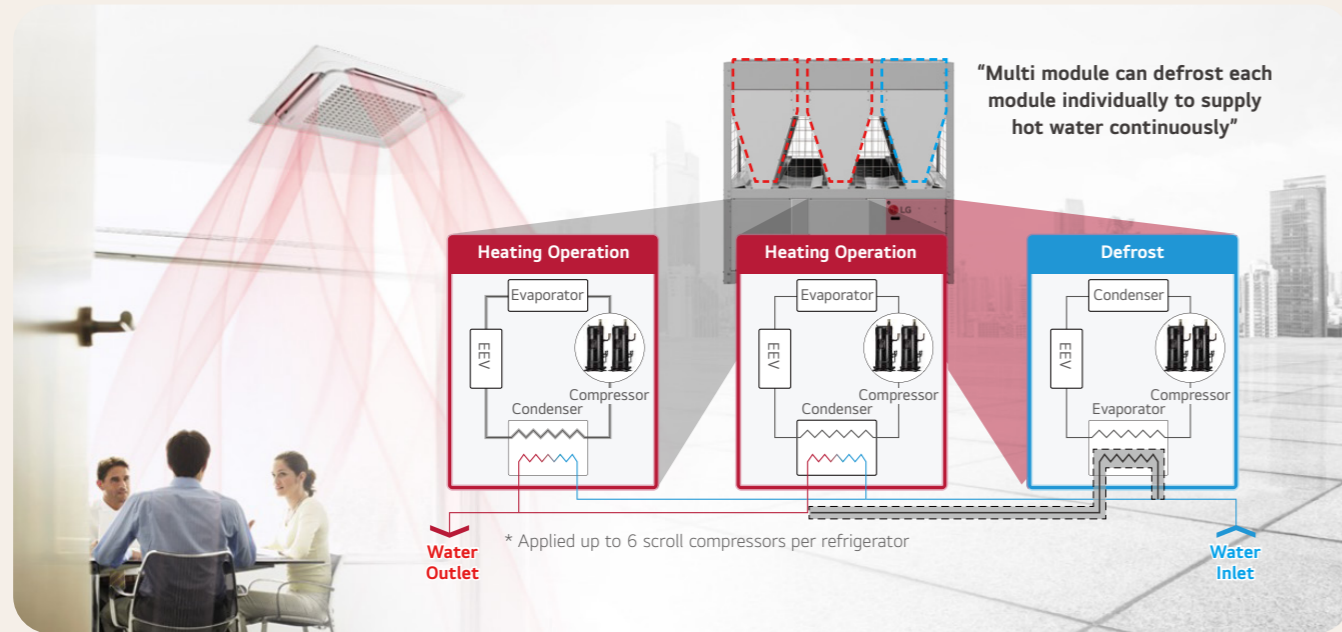 "Multi module can defrost each
module individually to supply
hot water continuously"
LG
Heating Operation
Evaporator
EEV
Compressor
Condenser
Heating Operation
Evaporator
EEV
Compressor
Condenser
Defrost
Condenser
EEV
Compressor
Evaporator
Water
Outlet
* Applied up to 6 scroll compressors per refrigerator
Water
Inlet